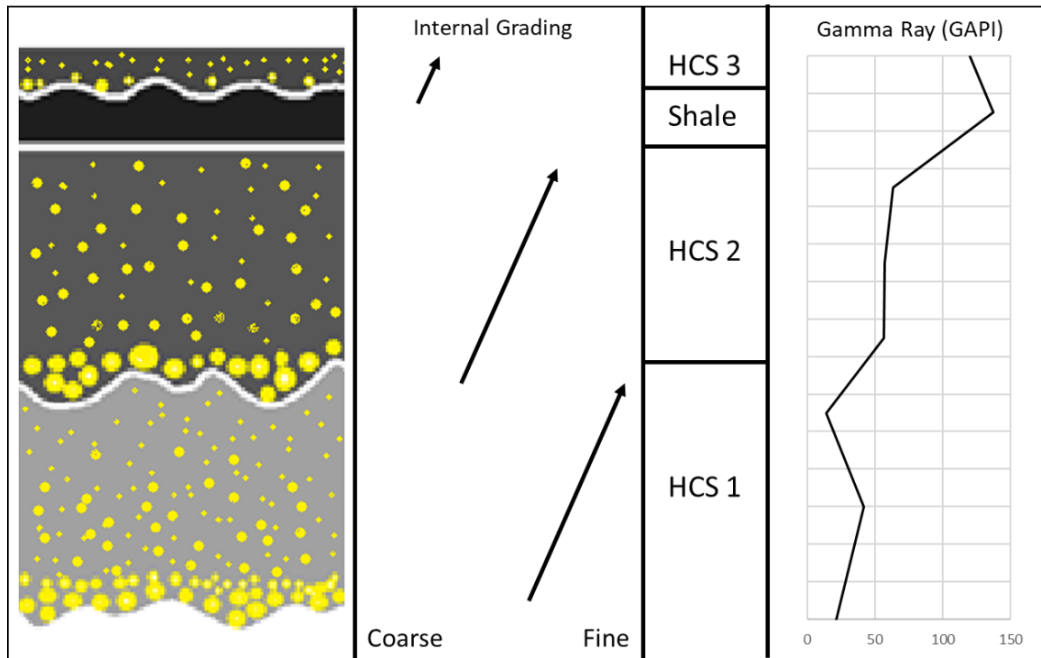 Internal Grading
Coarse
Fine
HCS 3
Shale
HCS 2
HCS 1
Gamma Ray (GAPI)
0 50 100 150